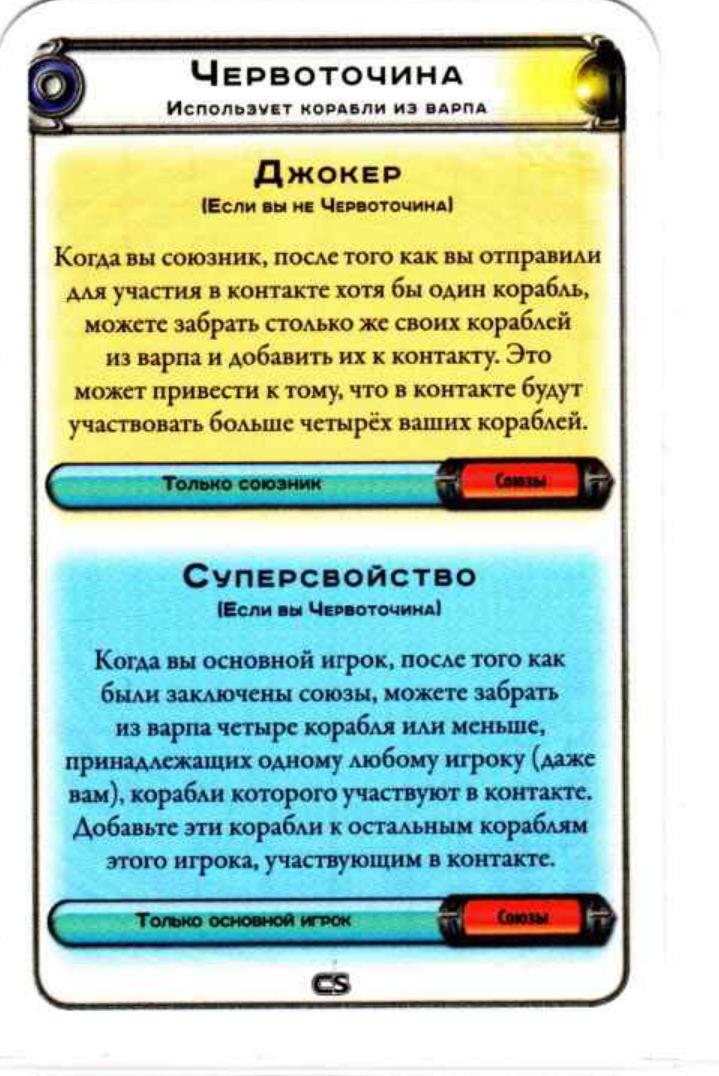 Червоточина
Использует корабли из варпа
Джокер
(Если вы не Червоточина)
Когда вы союзник, после того как вы отправили
для участия в контакте хотя бы один корабль,
можете забрать столько же своих кораблей
из варпа и добавить их к контакту. Это
может привести к тому, что в контакте будут
участвовать больше четырёх ваших кораблей.
Только союзник Союзы
Суперсвойство
(Если вы Червоточина)
Когда вы основной игрок, после того как
были заключены союзы, можете забрать
из варпа четыре корабля или меньше,
принадлежащих одному любому игроку (даже
вам), корабли которого участвуют в контакте.
Добавьте эти корабли к остальным кораблям
этого игрока, участвующим в контакте.
Только основной игрок Союзы
CS